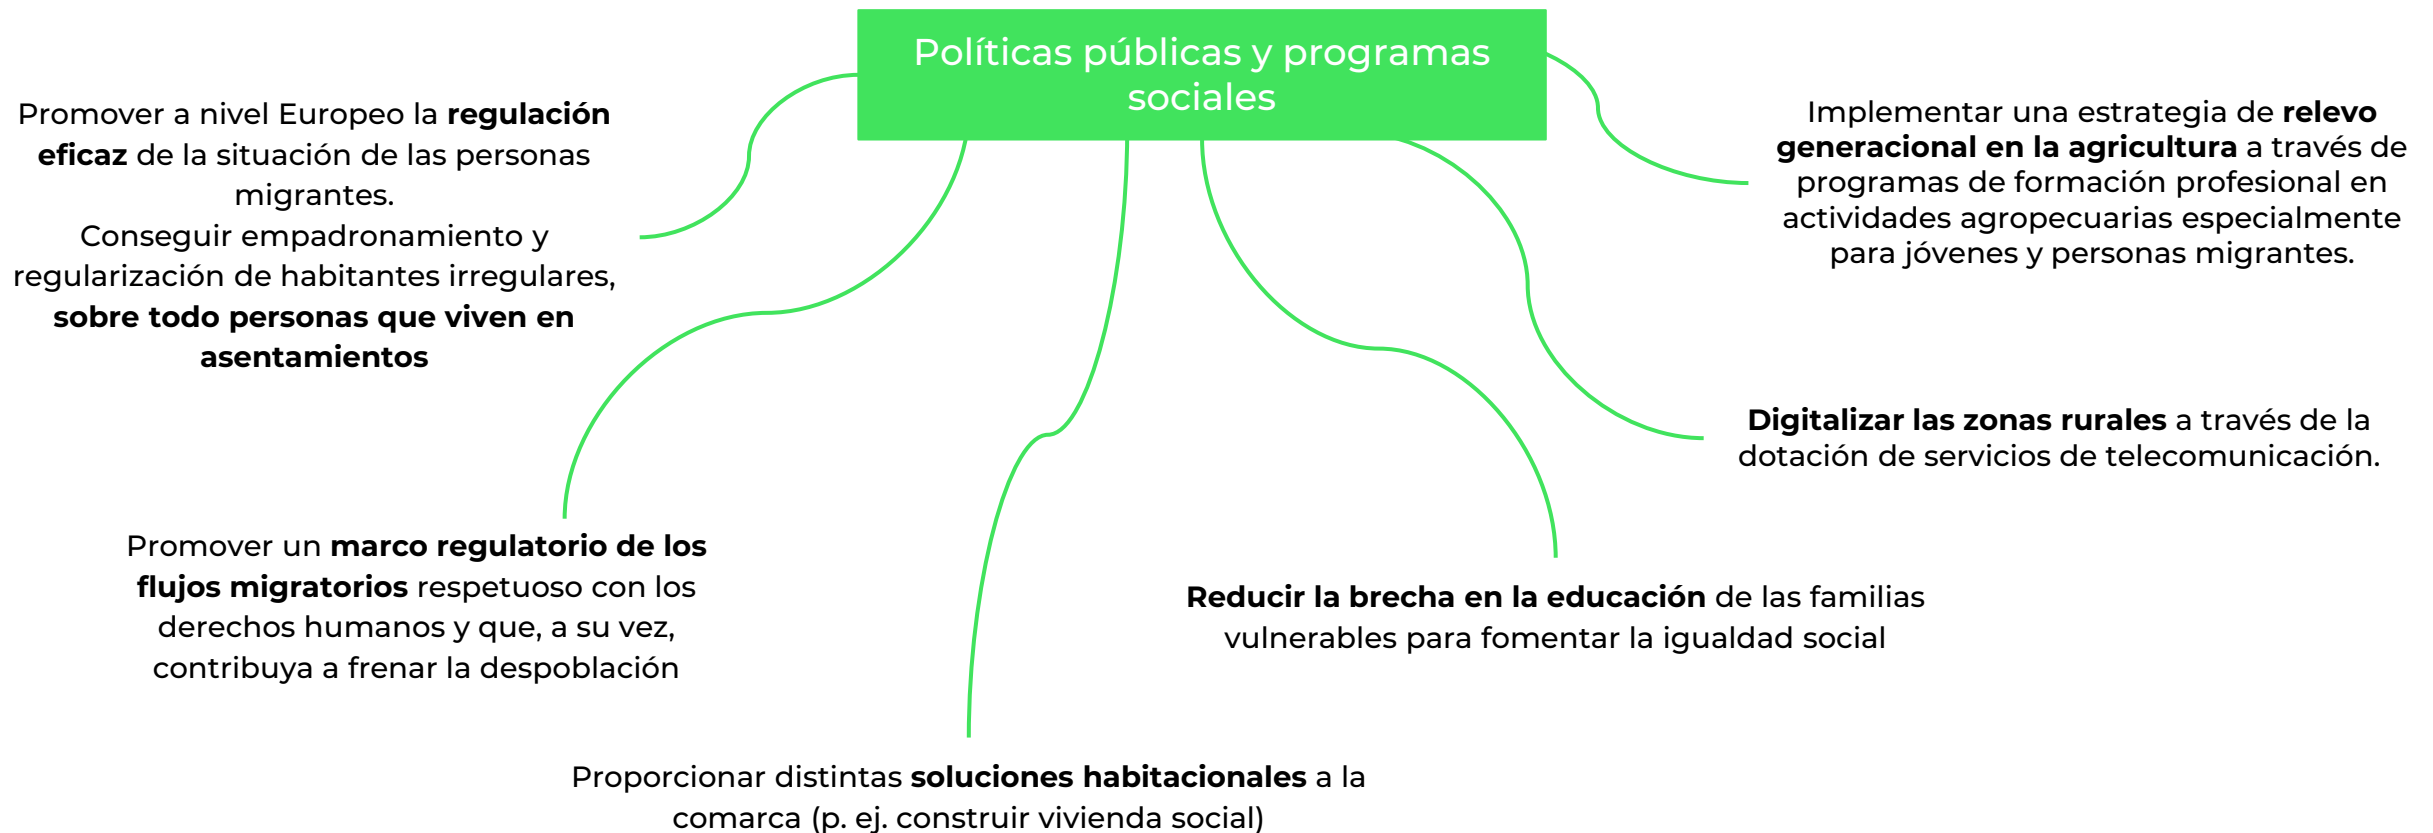 Políticas públicas y programas
sociales
Promover a nivel Europeo la regulación
eficaz de la situación de las personas
migrantes.
Conseguir empadronamiento y
regularización de habitantes irregulares,
sobre todo personas que viven en
asentamientos
Implementar una estrategia de relevo
generacional en la agricultura a través de
programas de formación profesional en
actividades agropecuarias especialmente
para jóvenes y personas migrantes.
Digitalizar las zonas rurales a través de la
dotación de servicios de telecomunicación.
Promover un marco regulatorio de los
flujos migratorios respetuoso con los
derechos humanos y que, a su vez,
contribuya a frenar la despoblación
Reducir la brecha en la educación de las familias
vulnerables para fomentar la igualdad social
Proporcionar distintas soluciones habitacionales a la
comarca (p. ej. construir vivienda social)